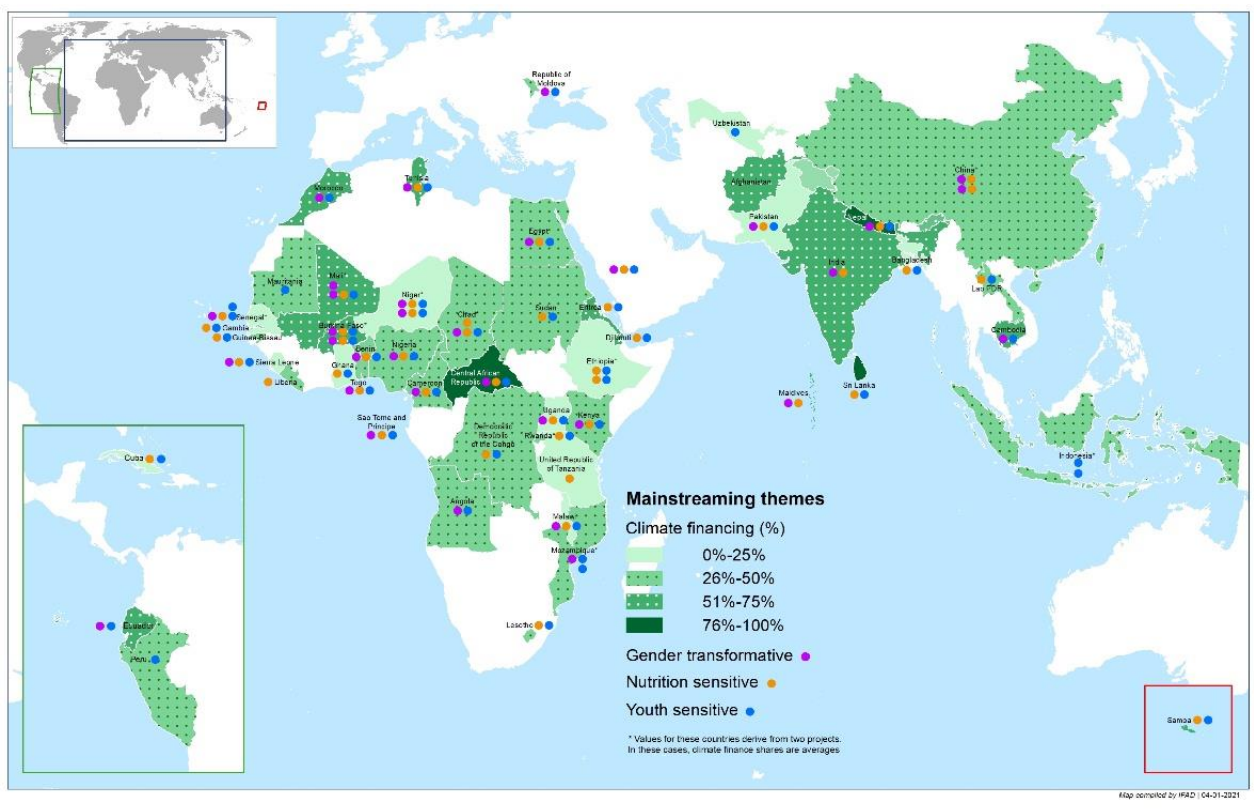 Republic of
Moldova
Uzbekistan
Tunisia
Morocco
Afghanistan*
China*
Pakistan
Nepal
Egypt*
India
Bangladesh
Mauritania
Mali*
Niger*
Lao PDR
Senegal*
Chad*
Sudan
Eritrea
Gambia
Burkina Faso*
Guinea-Bissau
Djibouti
Cambodia
Benin
Nigeria
Sierra Leone
Ghana
Ethiopia*
Central African
Republic
Liberia
Togo
Cameroon
Sri Lanka
Maldives
Sao Tome and
Principe
Uganda
Kenya
Democratic
Republic
of the Congo
Rwanda*
Cuba
Indonesia*
United Republic
of Tanzania
Angola
Malawi
Mozambique*
Lesotho
Ecuador
Peru
Samoa
Mainstreaming themes
Climate financing (%)
0%-25%
26%-50%
51%-75%
76%-100%
Gender transformative
Nutrition sensitive
Youth sensitive
* Values for these countries derive from two projects.
In these cases, climate finance shares are averages
Map compiled by IFAD | 04-01-2021